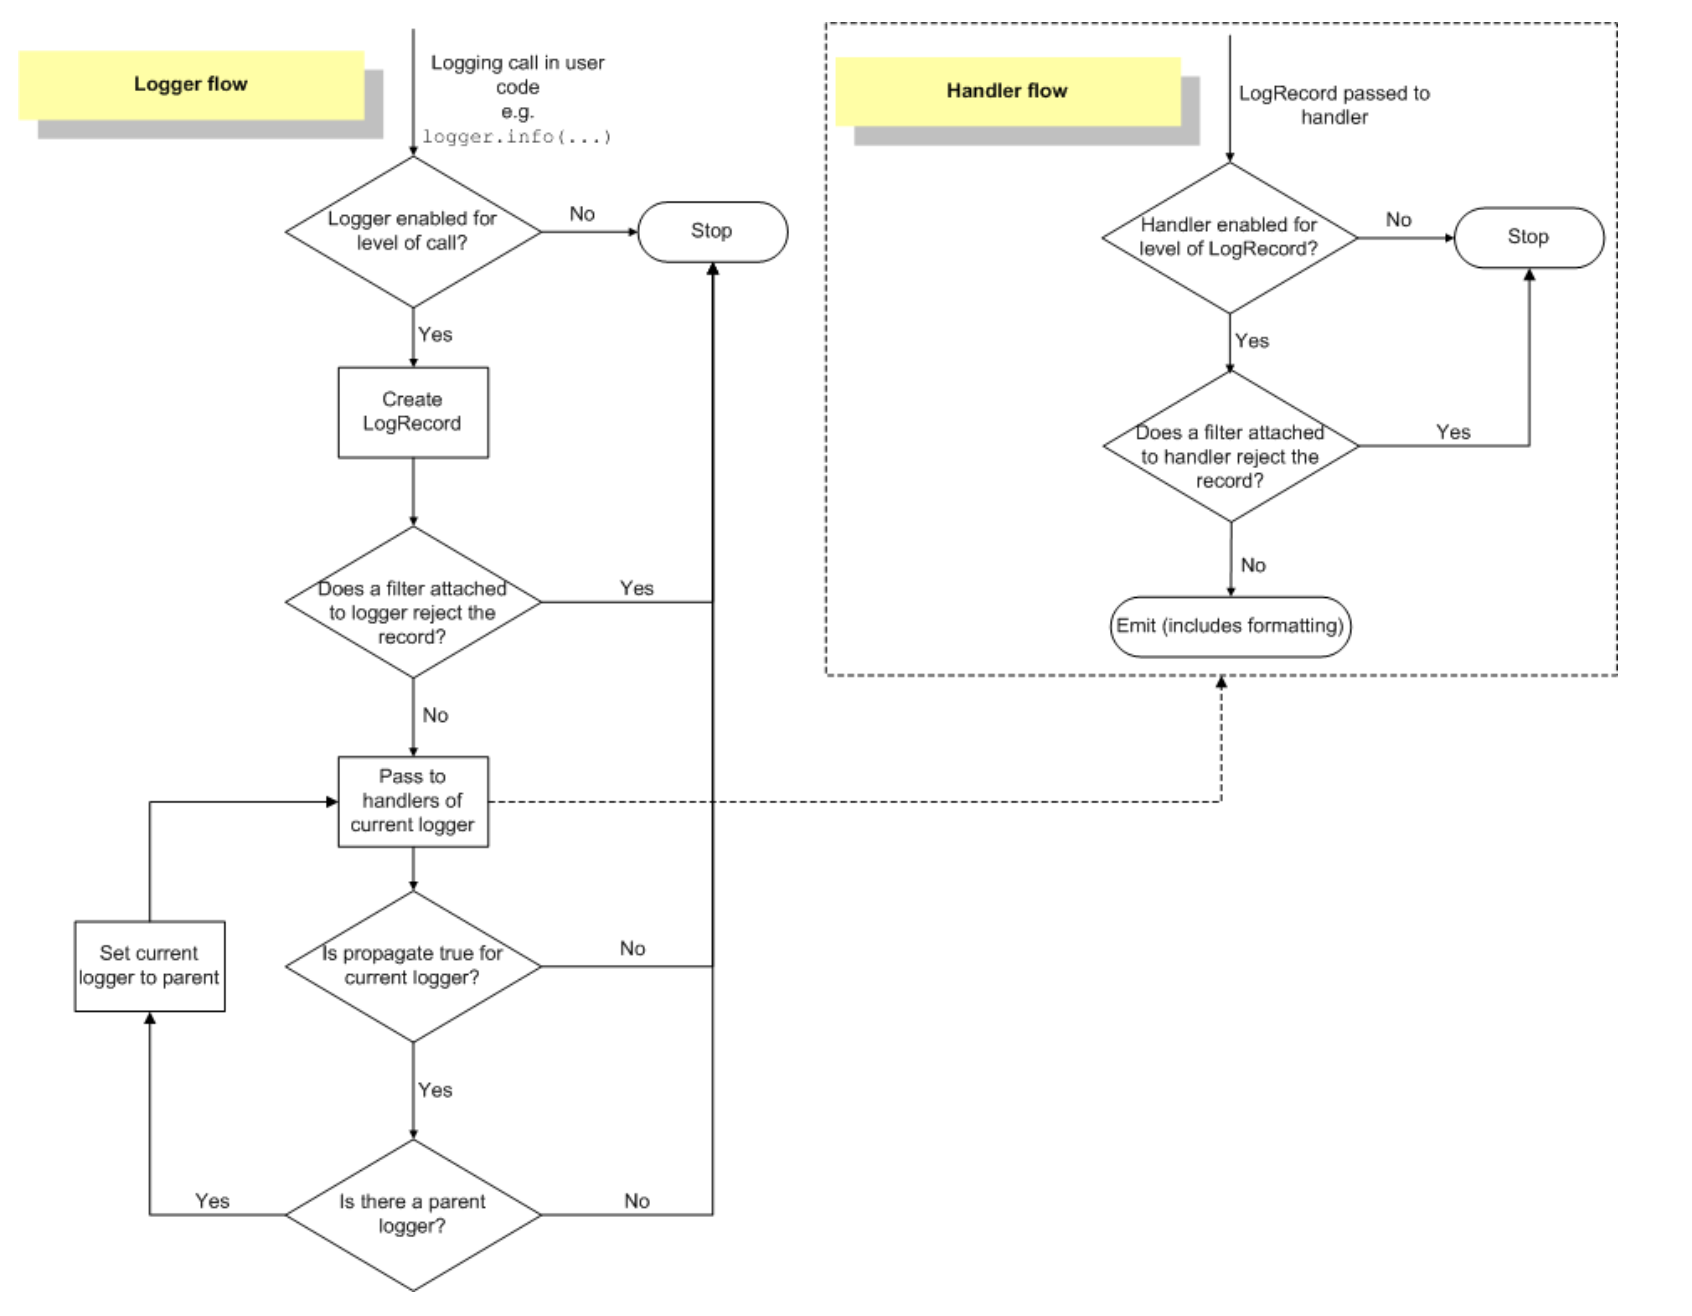 Logger flow
Logging call in user
code
e.g.
logger.info(...)
Logger enabled for
level of call?
No
Stop
Yes
Create
LogRecord
Does a filter attached
to logger reject the
record?
Yes
No
Pass to
handlers of
current logger
Set current
logger to parent
Is propagate true for
current logger?
No
Yes
Is there a parent
logger?
Yes
No
Handler flow
LogRecord passed to
handler
Handler enabled for
level of LogRecord?
No
Stop
Yes
Does a filter attached
to handler reject the
record?
Yes
No
Emit (includes formatting)